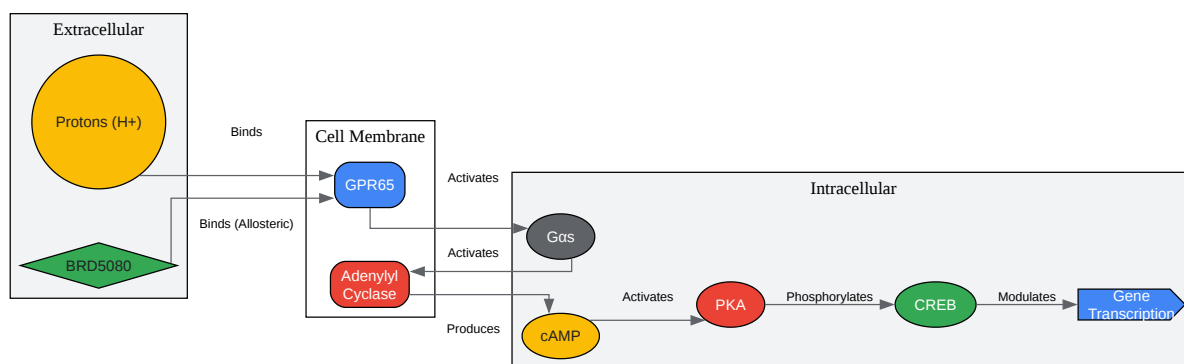 Extracellular
Protons (H+)
BRD5080
Binds
Binds (Allosteric)
Cell Membrane
GPR65
Adenylyl
Cyclase
Activates
Activates
Produces
Intracellular
Gαs
cAMP
Activates
PKA
Phosphorylates
CREB
Modulates
Gene
Transcription